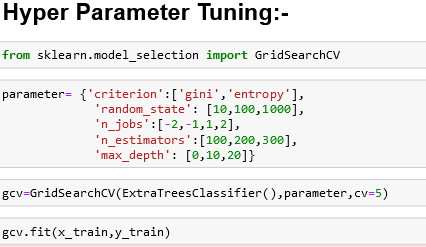 Hyper Parameter Tuning:-
from sklearn.model_selection import GridSearchCV
parameter= {'criterion':['gini','entropy'],
'random_state': [10,100,1000],
'n_jobs':[-2,-1,1,2],
'n_estimators':[100,200,300],
'max_depth': [0,10,20]}
gcv=GridSearchCV(ExtraTreesClassifier(),parameter,cv=5)
gcv.fit(x_train,y_train)